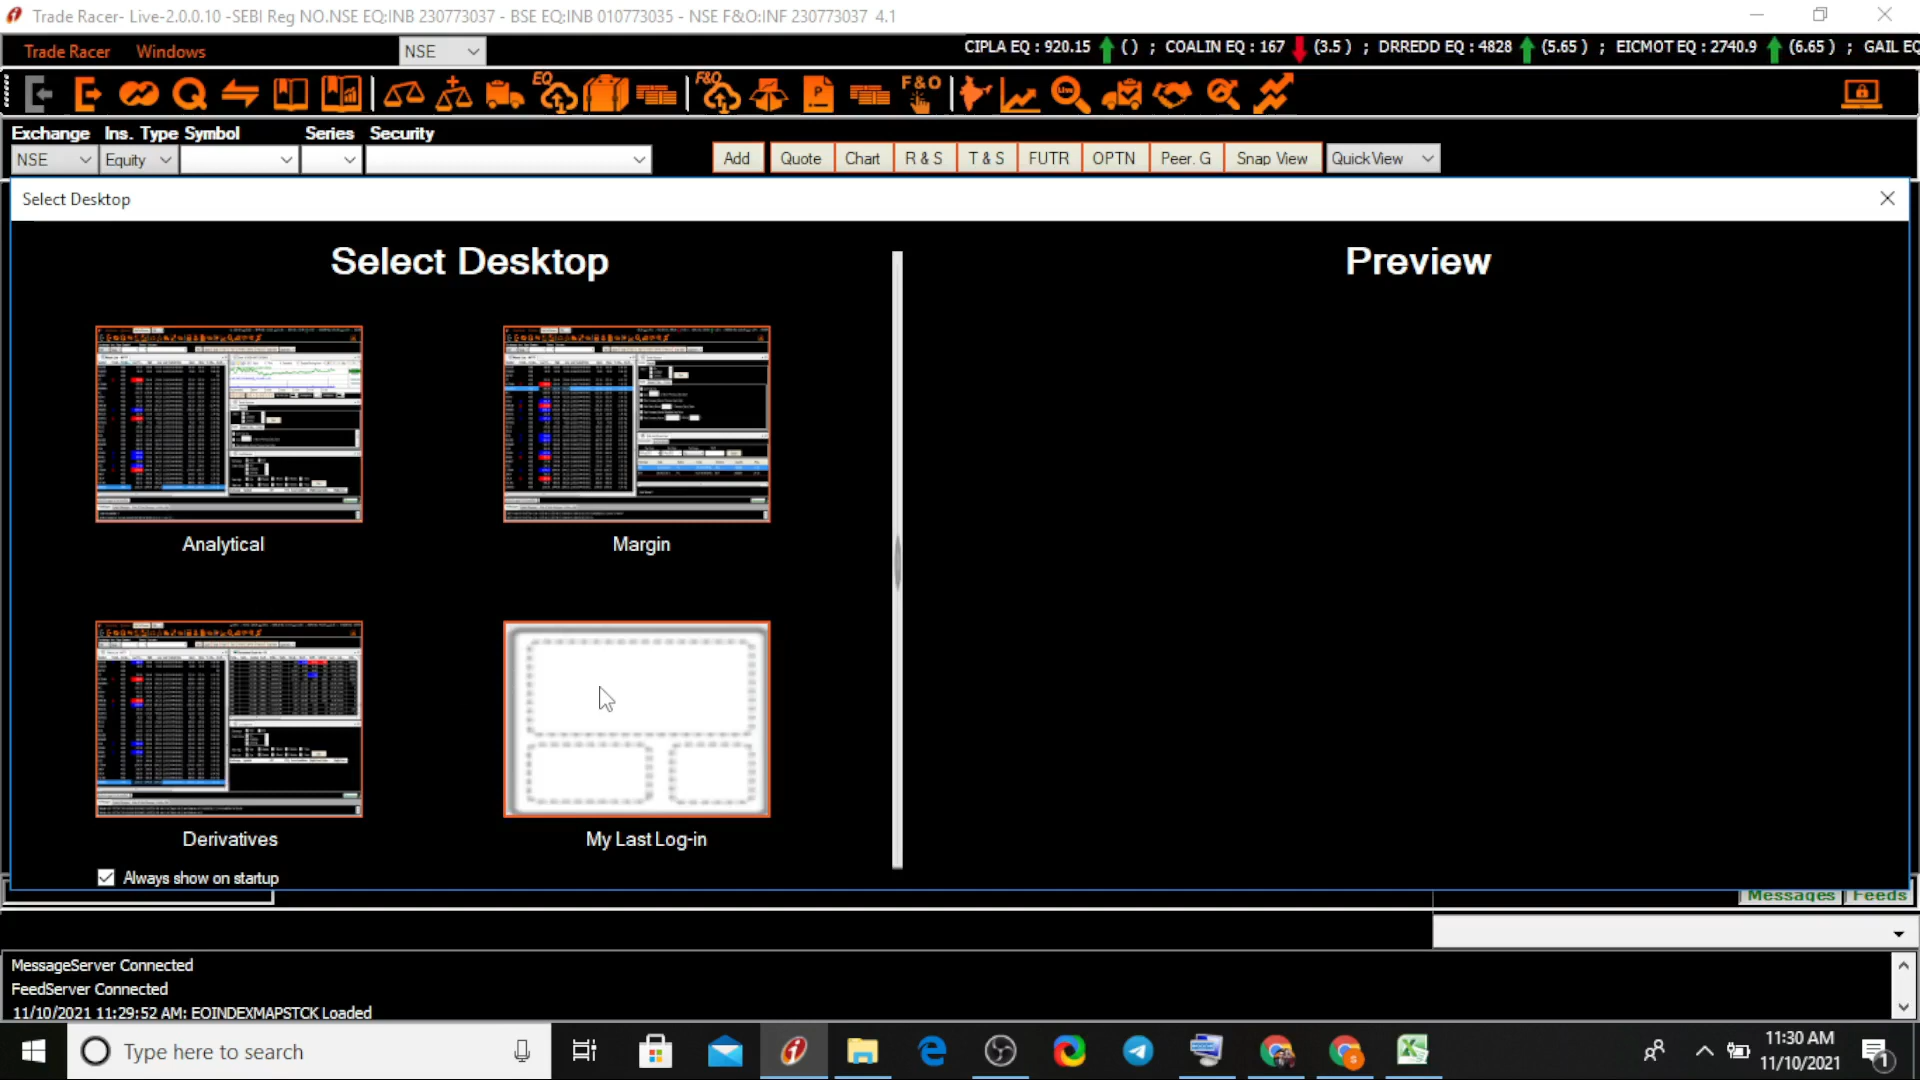 Trade Racer- Live-2.0.0.10 -SEBI Reg NO.NSE EQ:INB 230773037 - BSE EQ:INB 010773035 - NSE F&O:INF 230773037 4.1
Trade Racer Windows NSE CIPLA EQ : 920.15 ( ) ; COALIN EQ : 167 (3.5 ) ; DRREDD EQ : 4828 (5.65 ) ; EICMOT EQ : 2740.9 (6.65 ) ; GAIL EQ
EQ F&O P F&O Live
Exchange Ins. Type Symbol Series Security
NSE Equity Add Quote Chart R & S T & S FUTR OPTN Peer. G Snap View QuickView
Select Desktop
Select Desktop Preview
Analytical Margin
Derivatives My Last Log-in
Always show on startup
Messages Feeds
MessageServer Connected
FeedServer Connected
11/10/2021 11:29:52 AM: EOINDEXMAPSTCK Loaded
Type here to search
11:30 AM
11/10/2021
1